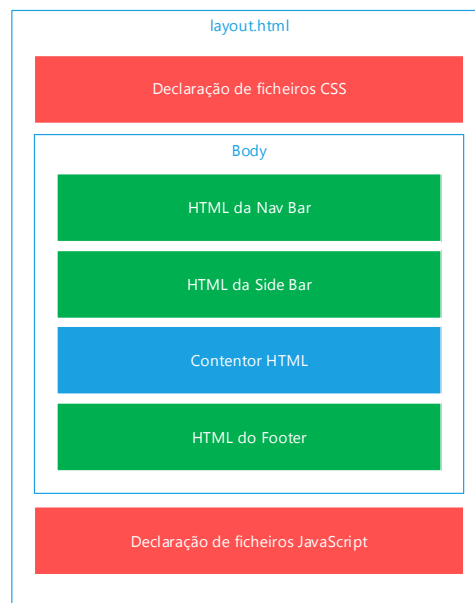 layout.html
Declaração de ficheiros CSS
Body
HTML da Nav Bar
HTML da Side Bar
Contentor HTML
HTML do Footer
Declaração de ficheiros JavaScript